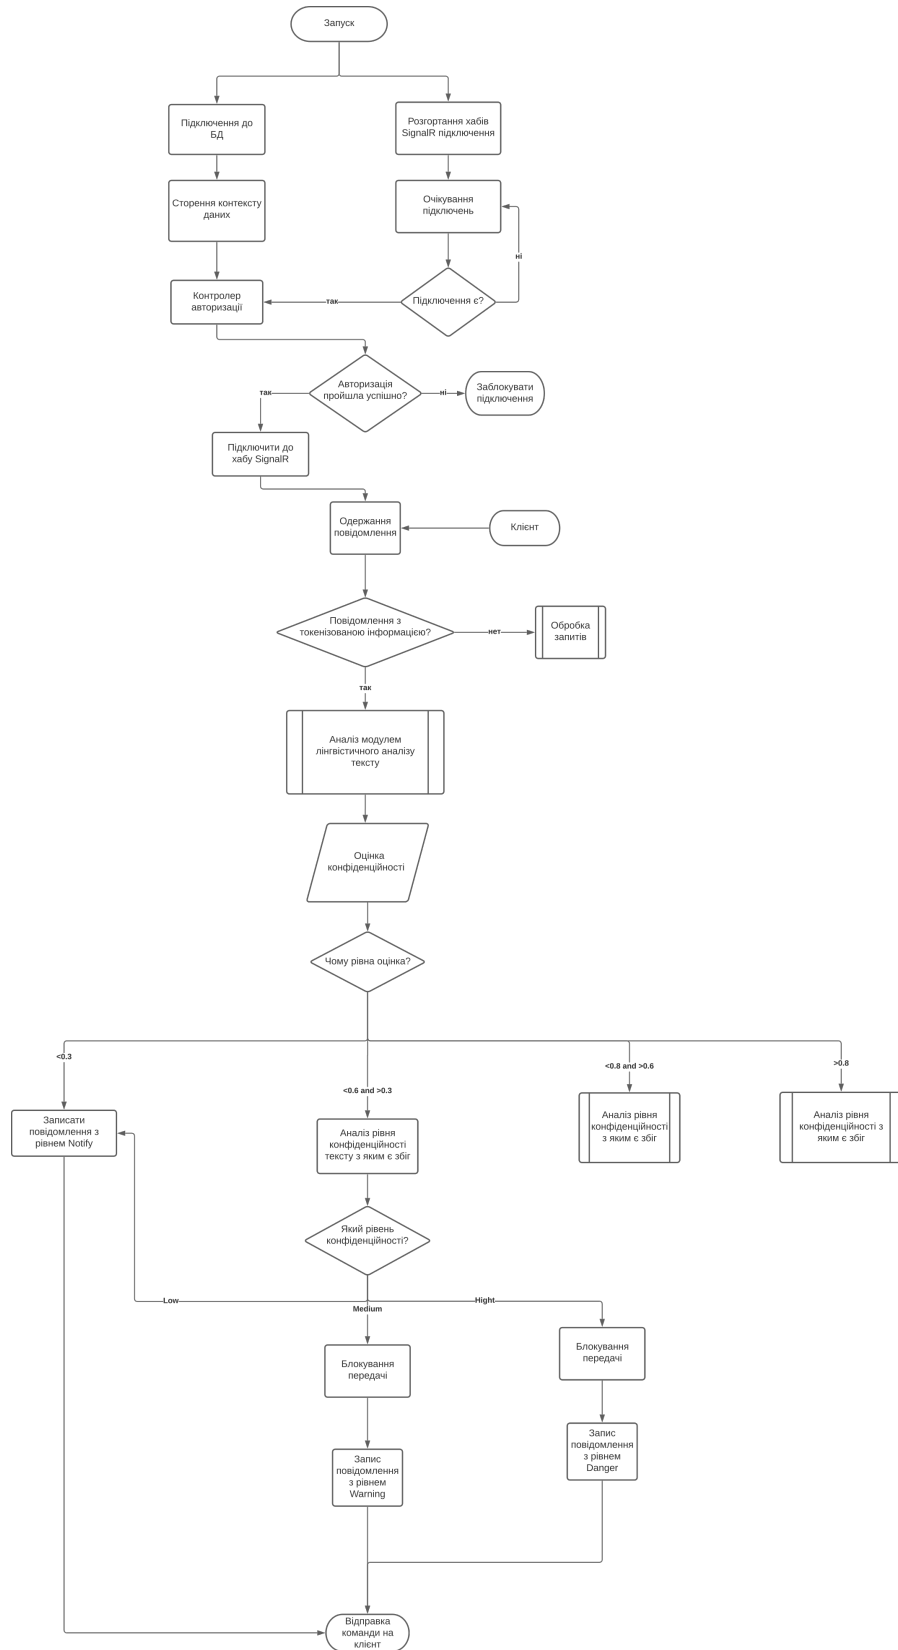 Запуск
Підключення до
БД
Розгортання хабів
SignalR підключення
Сторення контексту
даних
Очікування
підключень
ні
Контролер
авторизації
так
Підключення є?
Авторизація
пройшла успішно?
так
ні
Заблокувати
підключення
Підключити до
хабу SignalR
Одержання
повідомлення
Клієнт
Повідомлення з
токенізованою інформацією?
нет
Обробка
запитів
так
Аналіз модулем
лінгвістичного аналізу
тексту
Оцінка
конфіденційності
Чому рівна оцінка?
<0.3
<0.6 and >0.3
<0.8 and >0.6
>0.8
Записати
повідомлення з
рівнем Notify
Аналіз рівня
конфіденційності
тексту з яким є збіг
Аналіз рівня
конфіденційності
з яким є збіг
Аналіз рівня
конфіденційності з
яким є збіг
Який рівень
конфіденційності?
Low
Medium
Hight
Блокування
передачі
Блокування
передачі
Запис
повідомлення
з рівнем
Warning
Запис
повідомлення
з рівнем
Danger
Відправка
команди на
клієнт